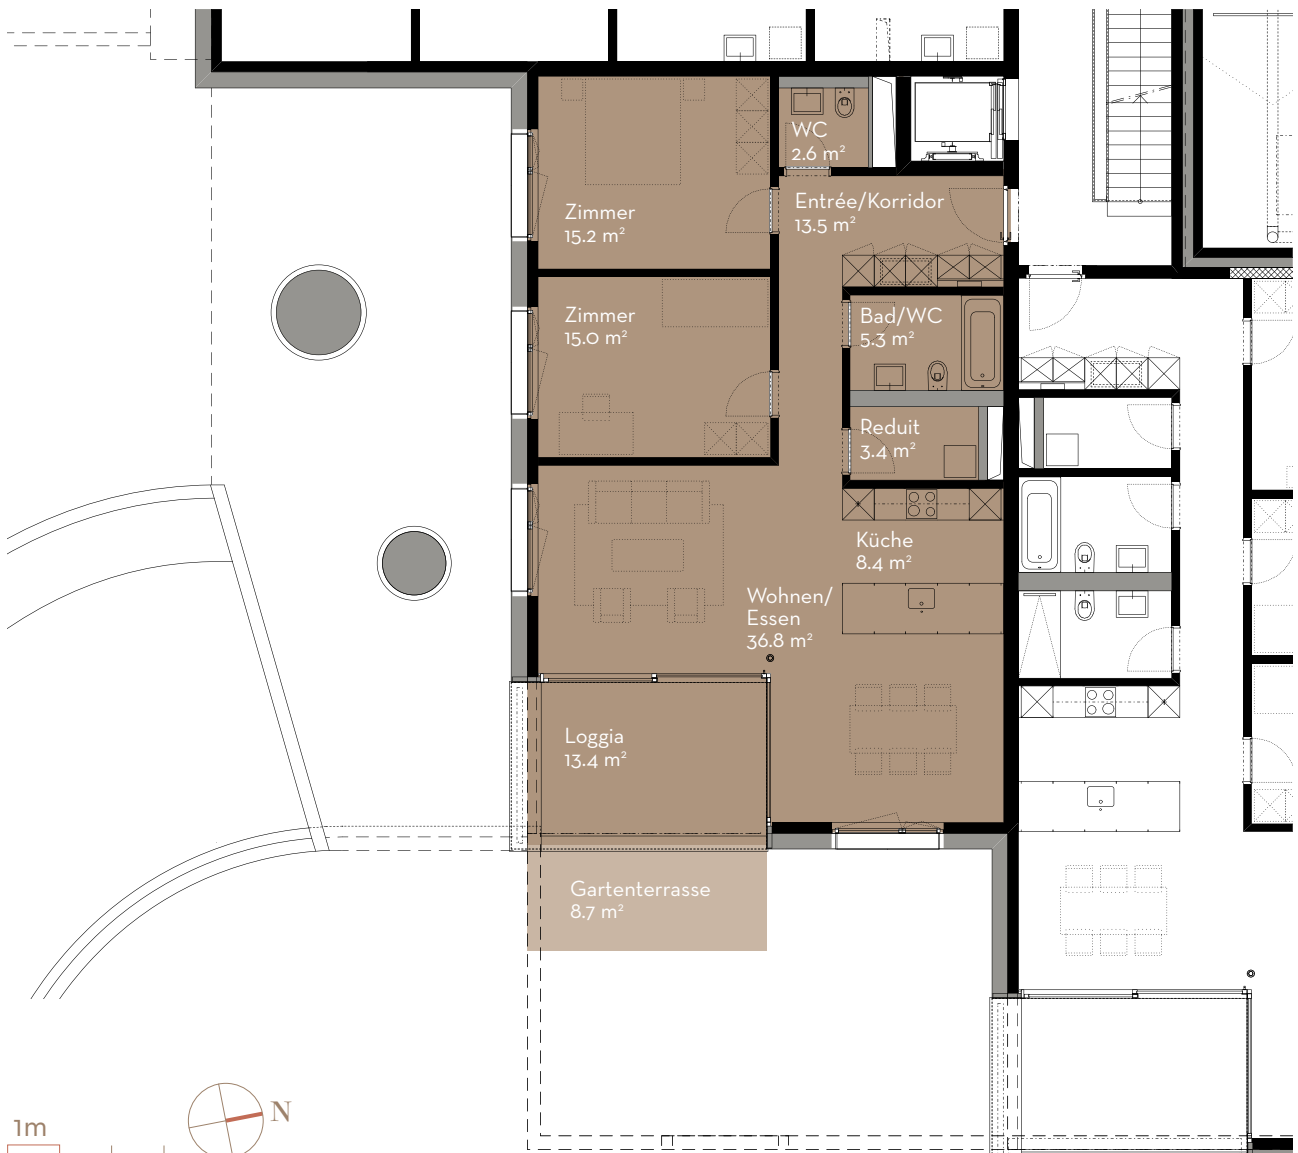 WC
2.6 m²
Entrée/Korridor
13.5 m²
Zimmer
15.2 m²
Zimmer
15.0 m²
Bad/WC
5.3 m²
Reduit
3.4 m²
Küche
8.4 m²
Wohnen/
Essen
36.8 m²
Loggia
13.4 m²
Gartenterrasse
8.7 m²
N
1m